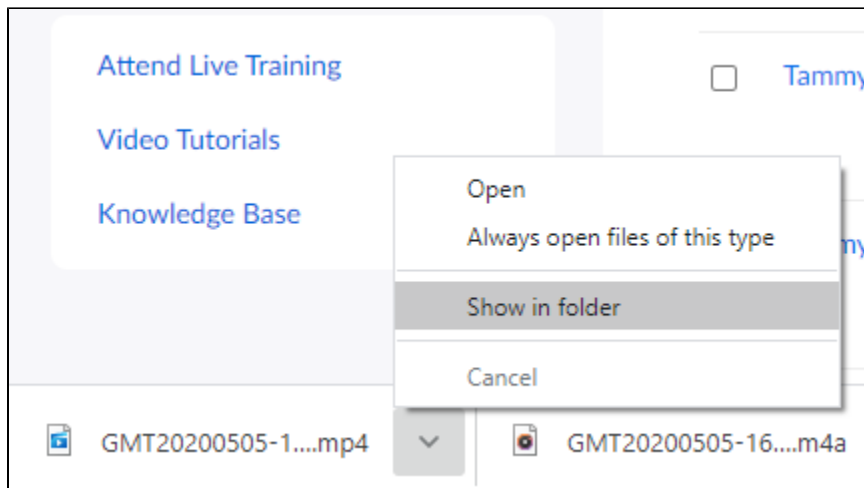 Attend Live Training
Tammy
Video Tutorials
Knowledge Base
Open
Always open files of this type
Show in folder
Cancel
GMT20200505-1....mp4
GMT20200505-16....m4a